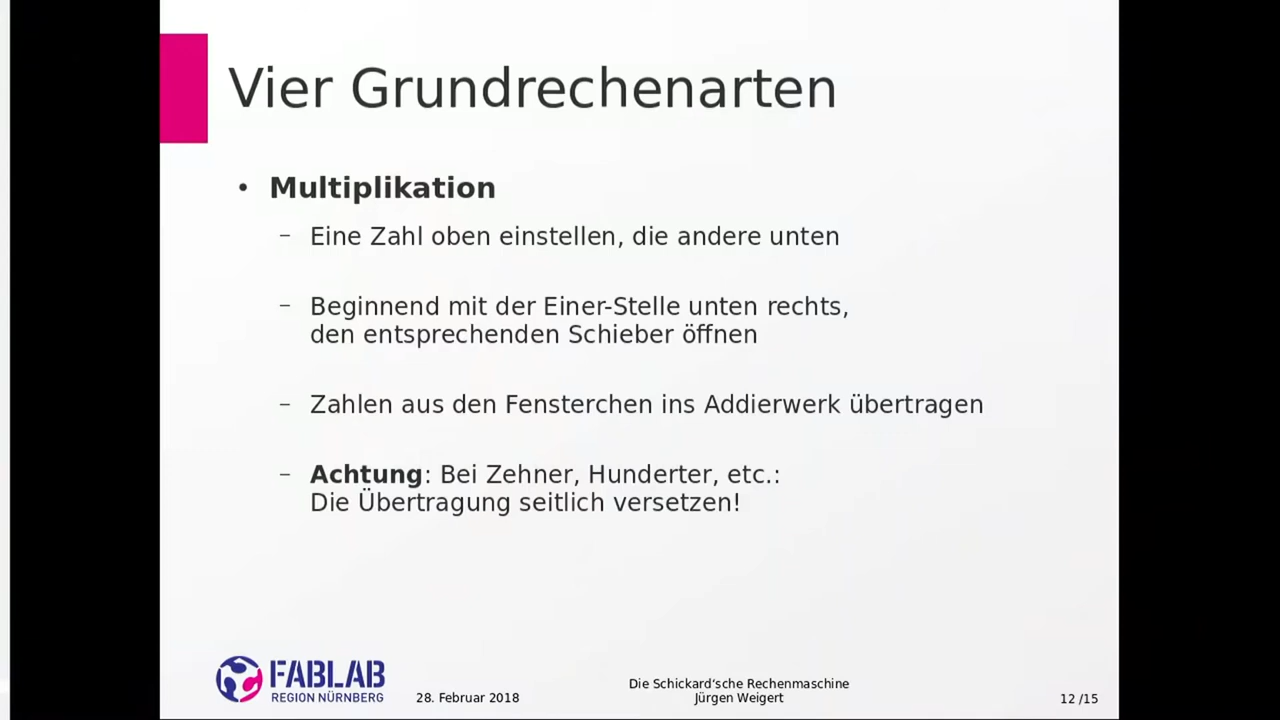 Vier Grundrechenarten
• Multiplikation
– Eine Zahl oben einstellen, die andere unten
– Beginnend mit der Einer-Stelle unten rechts,
den entsprechenden Schieber öffnen
– Zahlen aus den Fensterchen ins Addierwerk übertragen
– Achtung: Bei Zehner, Hunderter, etc.:
Die Übertragung seitlich versetzen!
FABLAB
REGION NÜRNBERG
28. Februar 2018
Die Schickard‘sche Rechenmaschine
Jürgen Weigert
12 /15